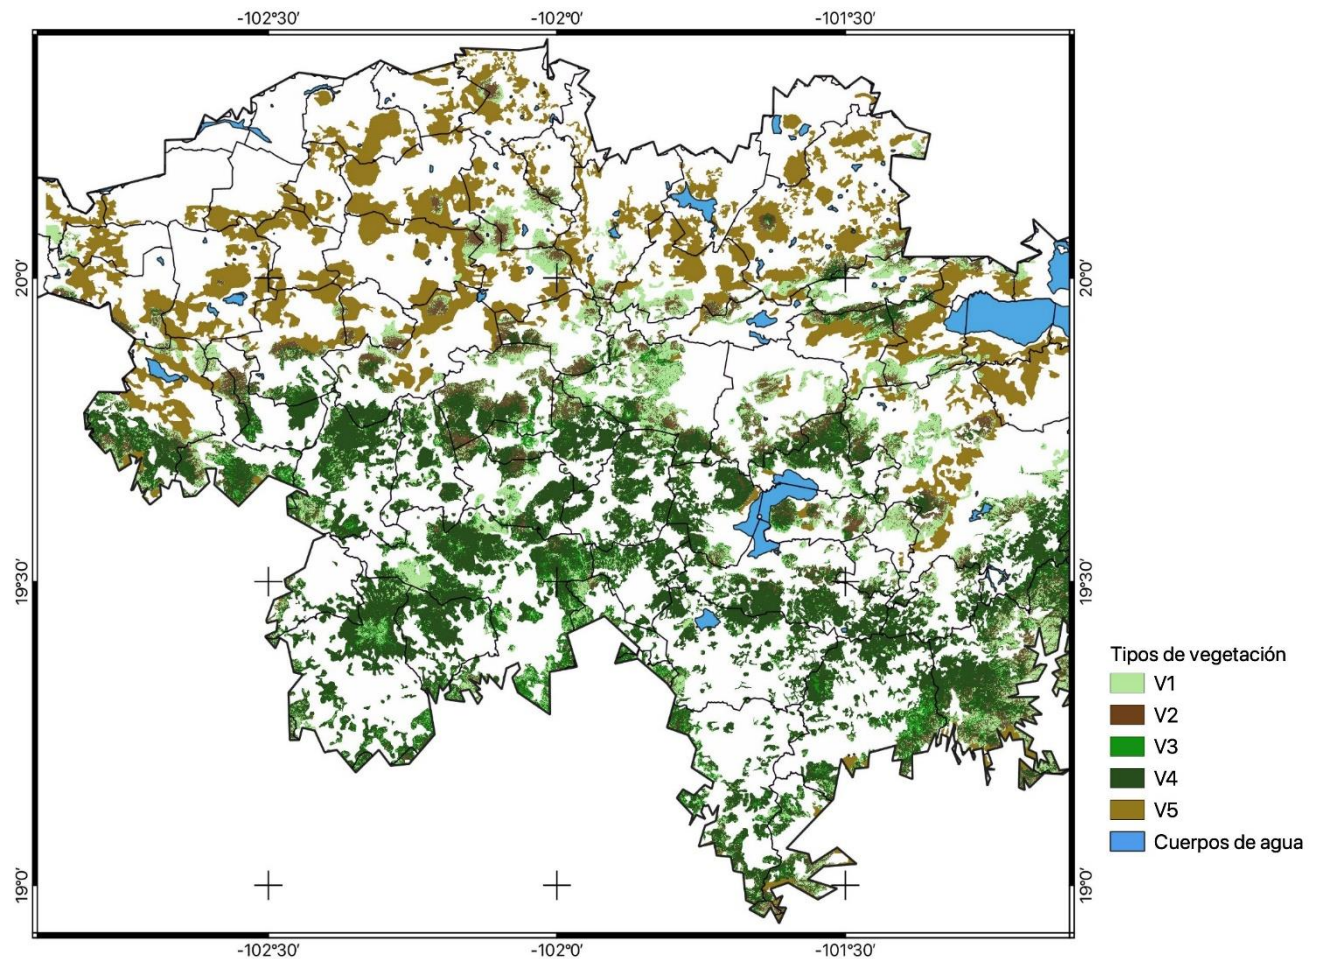 -102°30′ -102°0′ -101°30′
20°0′ 20°0′
19°30′ 19°30′
19°0′ 19°0′
-102°30′ -102°0′ -101°30′
Tipos de vegetación
V1
V2
V3
V4
V5
Cuerpos de agua